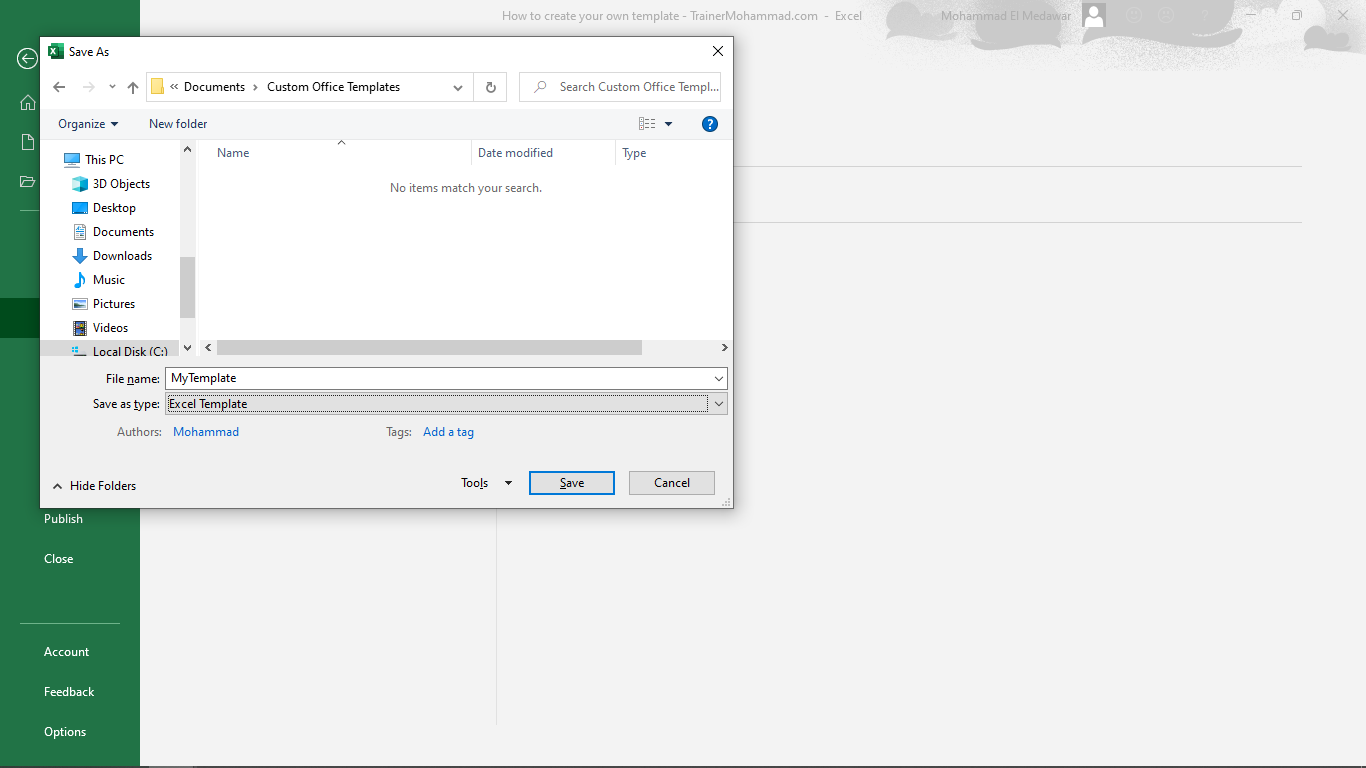 How to create your own template - TrainerMohammad.com - Excel
Mohammad El Medawar
Save As
« Documents › Custom Office Templates
Search Custom Office Templ...
Organize
New folder
?
This PC
3D Objects
Desktop
Documents
Downloads
Music
Pictures
Videos
Local Disk (C:)
Name
Date modified
Type
No items match your search.
File name: MyTemplate
Save as type: Excel Template
Authors: Mohammad
Tags: Add a tag
Hide Folders
Tools
Save
Cancel
Publish
Close
Account
Feedback
Options